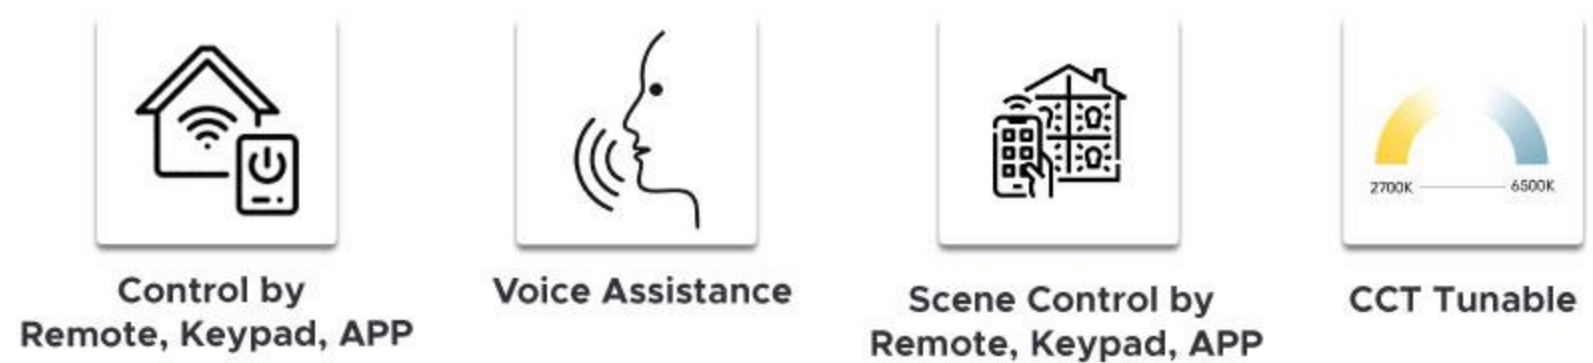 2700K
6500K
Control by
Remote, Keypad, APP
Voice Assistance
Scene Control by
Remote, Keypad, APP
CCT Tunable